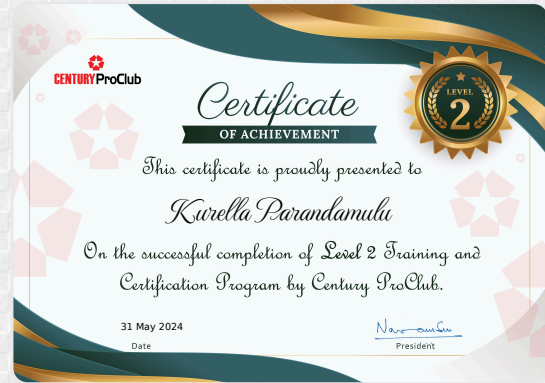 CENTURY ProClub
Certificate
OF ACHIEVEMENT
LEVEL
2
This certificate is proudly presented to
Kurella Parandamulu
On the successful completion of Level 2 Training and
Certification Program by Century ProClub.
31 May 2024
Date
President